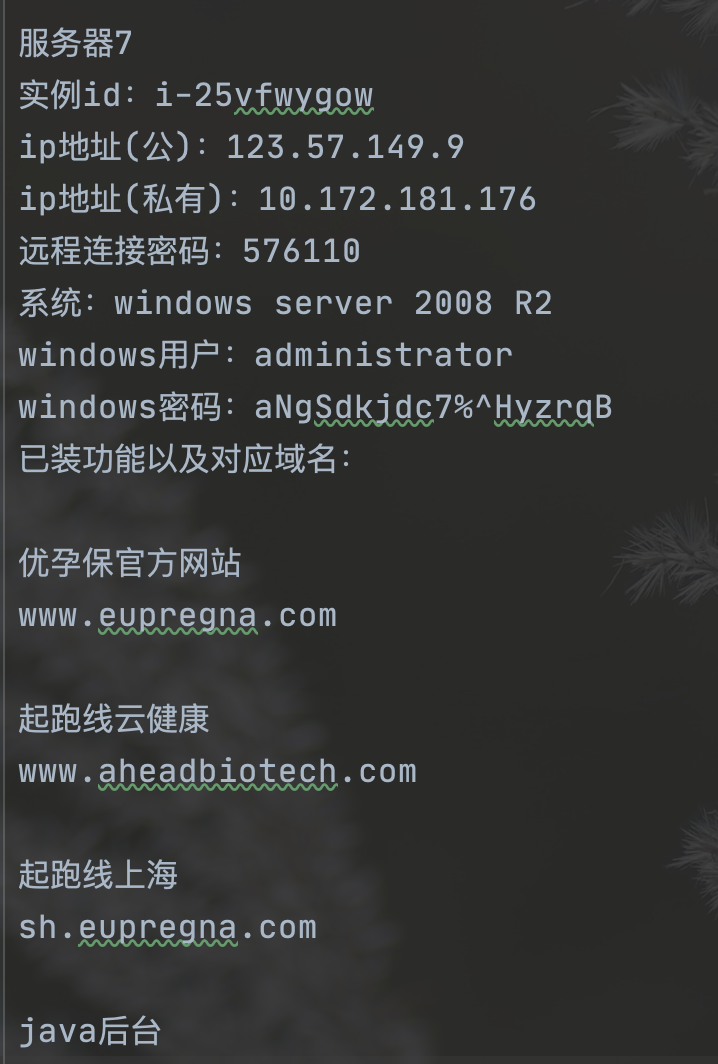 服务器7
实例id：i-25vfwygow
ip地址(公)：123.57.149.9
ip地址(私有)：10.172.181.176
远程连接密码：576110
系统：windows server 2008 R2
windows用户：administrator
windows密码：aNgSdkjdc7%^HyzrqB
已装功能以及对应域名：
优孕保官方网站
www.eupregna.com
起跑线云健康
www.aheadbiotech.com
起跑线上海
sh.eupregna.com
java后台